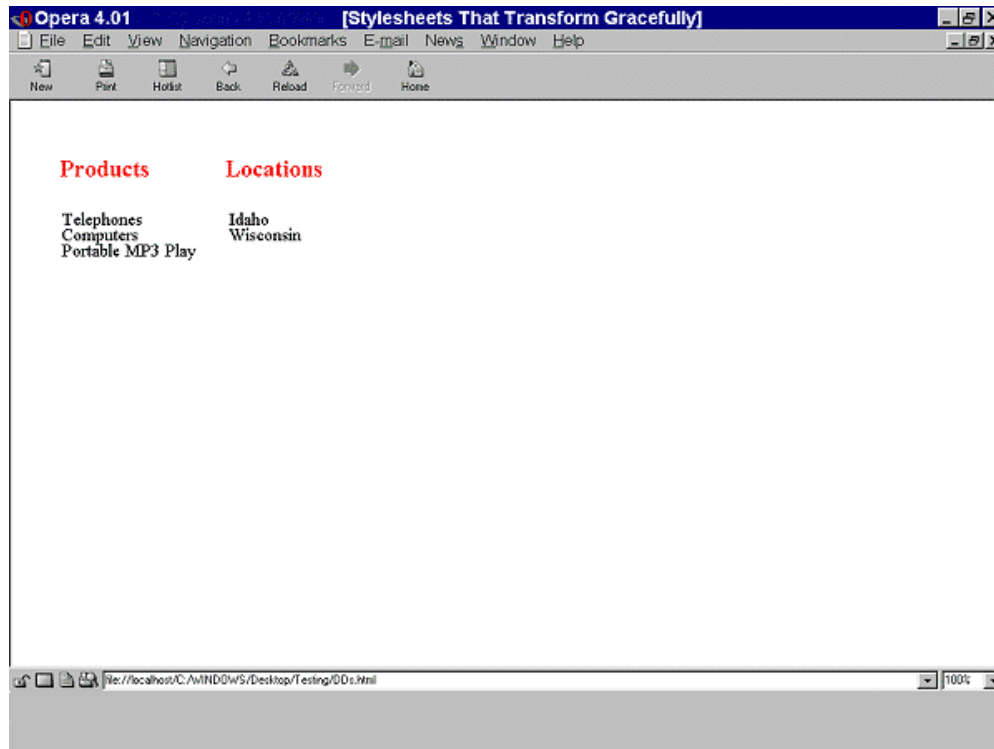 Opera 4.01 [Stylesheets That Transform Gracefully]
File Edit View Navigation Bookmarks E-mail News Window Help
New Print Hotlist Back Reload Forward Home
Products Locations
Telephones Idaho
Computers Wisconsin
Portable MP3 Play
file://localhost/C:/WINDOWS/Desktop/Testing/DDs.html 100%